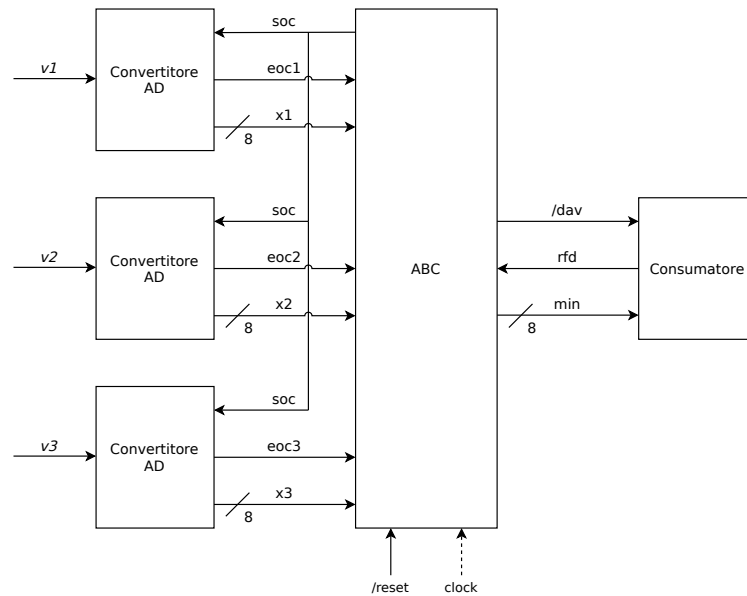 soc
v1
Convertitore
AD
eoc1
x1
8
soc
v2
Convertitore
AD
eoc2
x2
8
soc
v3
Convertitore
AD
eoc3
x3
8
ABC
/dav
rfd
min
8
Consumatore
/reset
clock